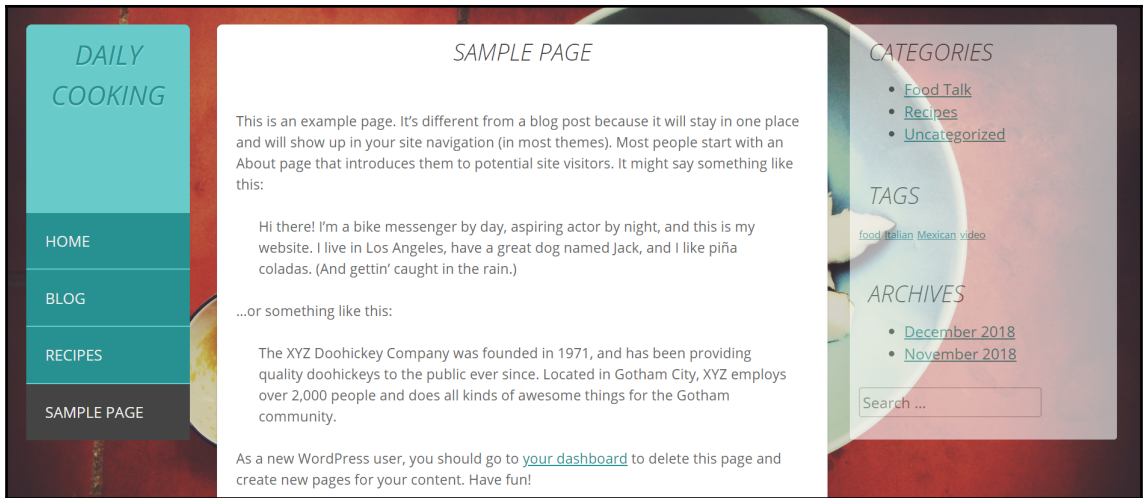 DAILY
COOKING
HOME
BLOG
RECIPES
SAMPLE PAGE
SAMPLE PAGE
This is an example page. It’s different from a blog post because it will stay in one place
and will show up in your site navigation (in most themes). Most people start with an
About page that introduces them to potential site visitors. It might say something like
this:
Hi there! I’m a bike messenger by day, aspiring actor by night, and this is my
website. I live in Los Angeles, have a great dog named Jack, and I like piña
coladas. (And gettin’ caught in the rain.)
…or something like this:
The XYZ Doohickey Company was founded in 1971, and has been providing
quality doohickeys to the public ever since. Located in Gotham City, XYZ employs
over 2,000 people and does all kinds of awesome things for the Gotham
community.
As a new WordPress user, you should go to your dashboard to delete this page and
create new pages for your content. Have fun!
CATEGORIES
Food Talk
Recipes
Uncategorized
TAGS
food Italian Mexican video
ARCHIVES
December 2018
November 2018
Search …